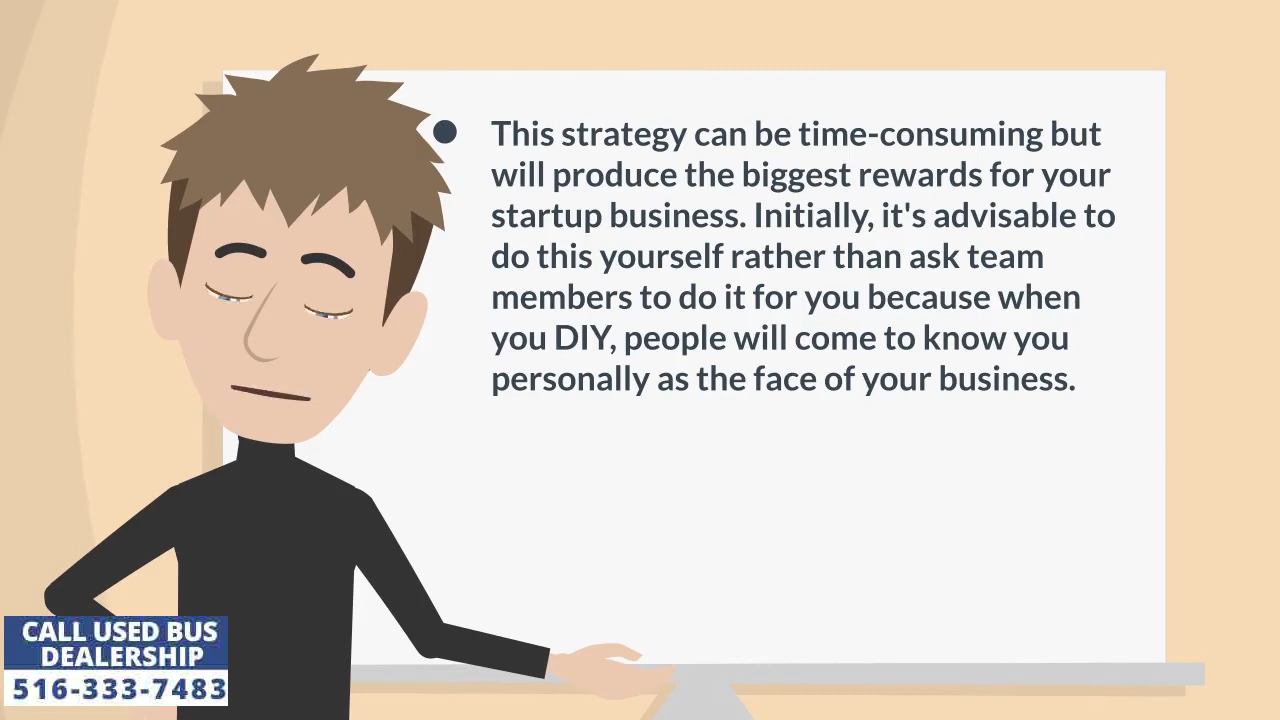 This strategy can be time-consuming but
will produce the biggest rewards for your
startup business. Initially, it's advisable to
do this yourself rather than ask team
members to do it for you because when
you DIY, people will come to know you
personally as the face of your business.
CALL USED BUS
DEALERSHIP
516-333-7483